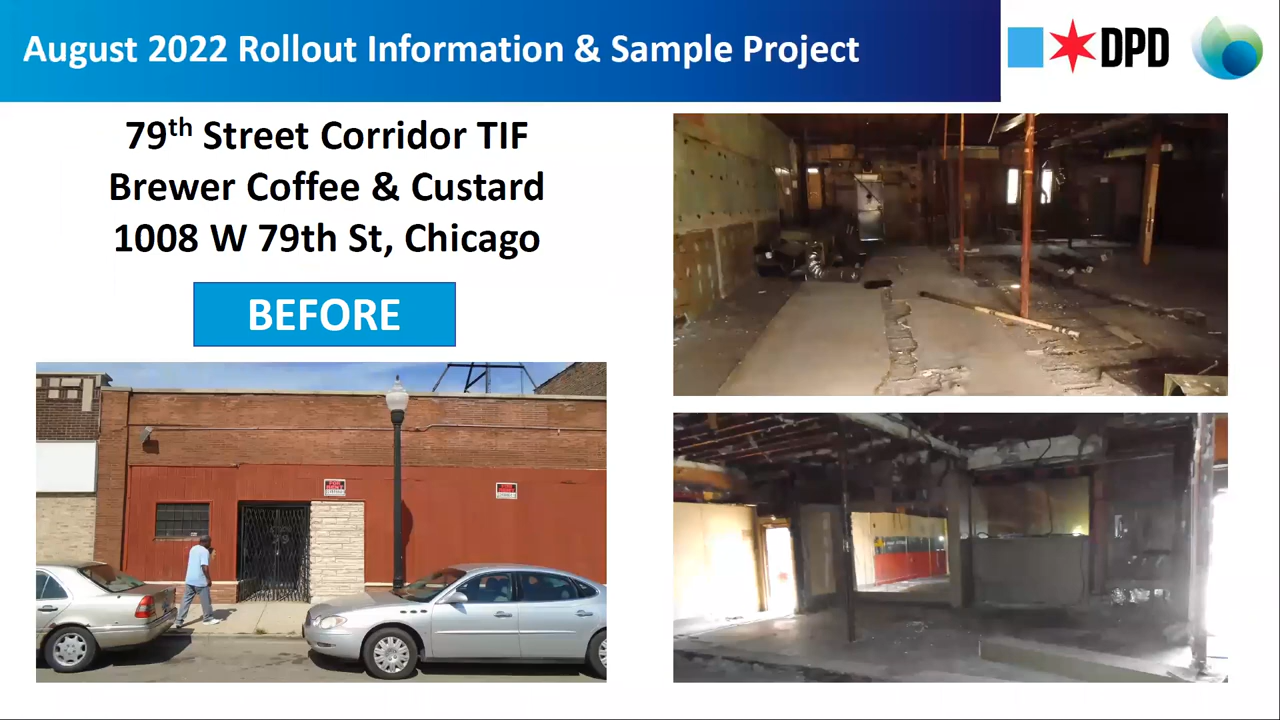 August 2022 Rollout Information & Sample Project
DPD
79th Street Corridor TIF
Brewer Coffee & Custard
1008 W 79th St, Chicago
BEFORE
FOR